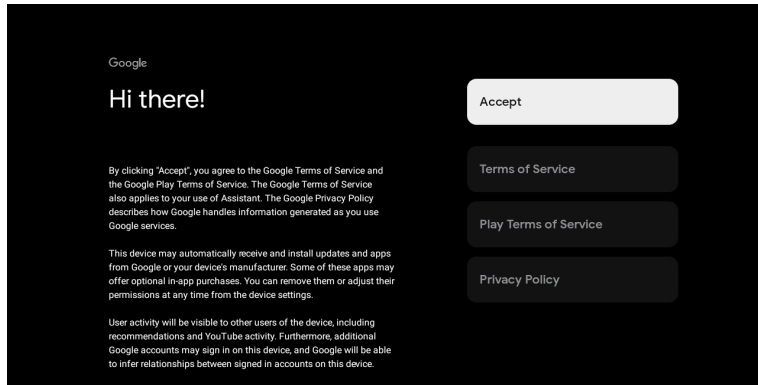 Google
Hi there!
By clicking "Accept", you agree to the Google Terms of Service and
the Google Play Terms of Service. The Google Terms of Service
also applies to your use of Assistant. The Google Privacy Policy
describes how Google handles information generated as you use
Google services.
This device may automatically receive and install updates and apps
from Google or your device's manufacturer. Some of these apps may
offer optional in-app purchases. You can remove them or adjust their
permissions at any time from the device settings.
User activity will be visible to other users of the device, including
recommendations and YouTube activity. Furthermore, additional
Google accounts may sign in on this device, and Google will be able
to infer relationships between signed in accounts on this device.
Accept
Terms of Service
Play Terms of Service
Privacy Policy